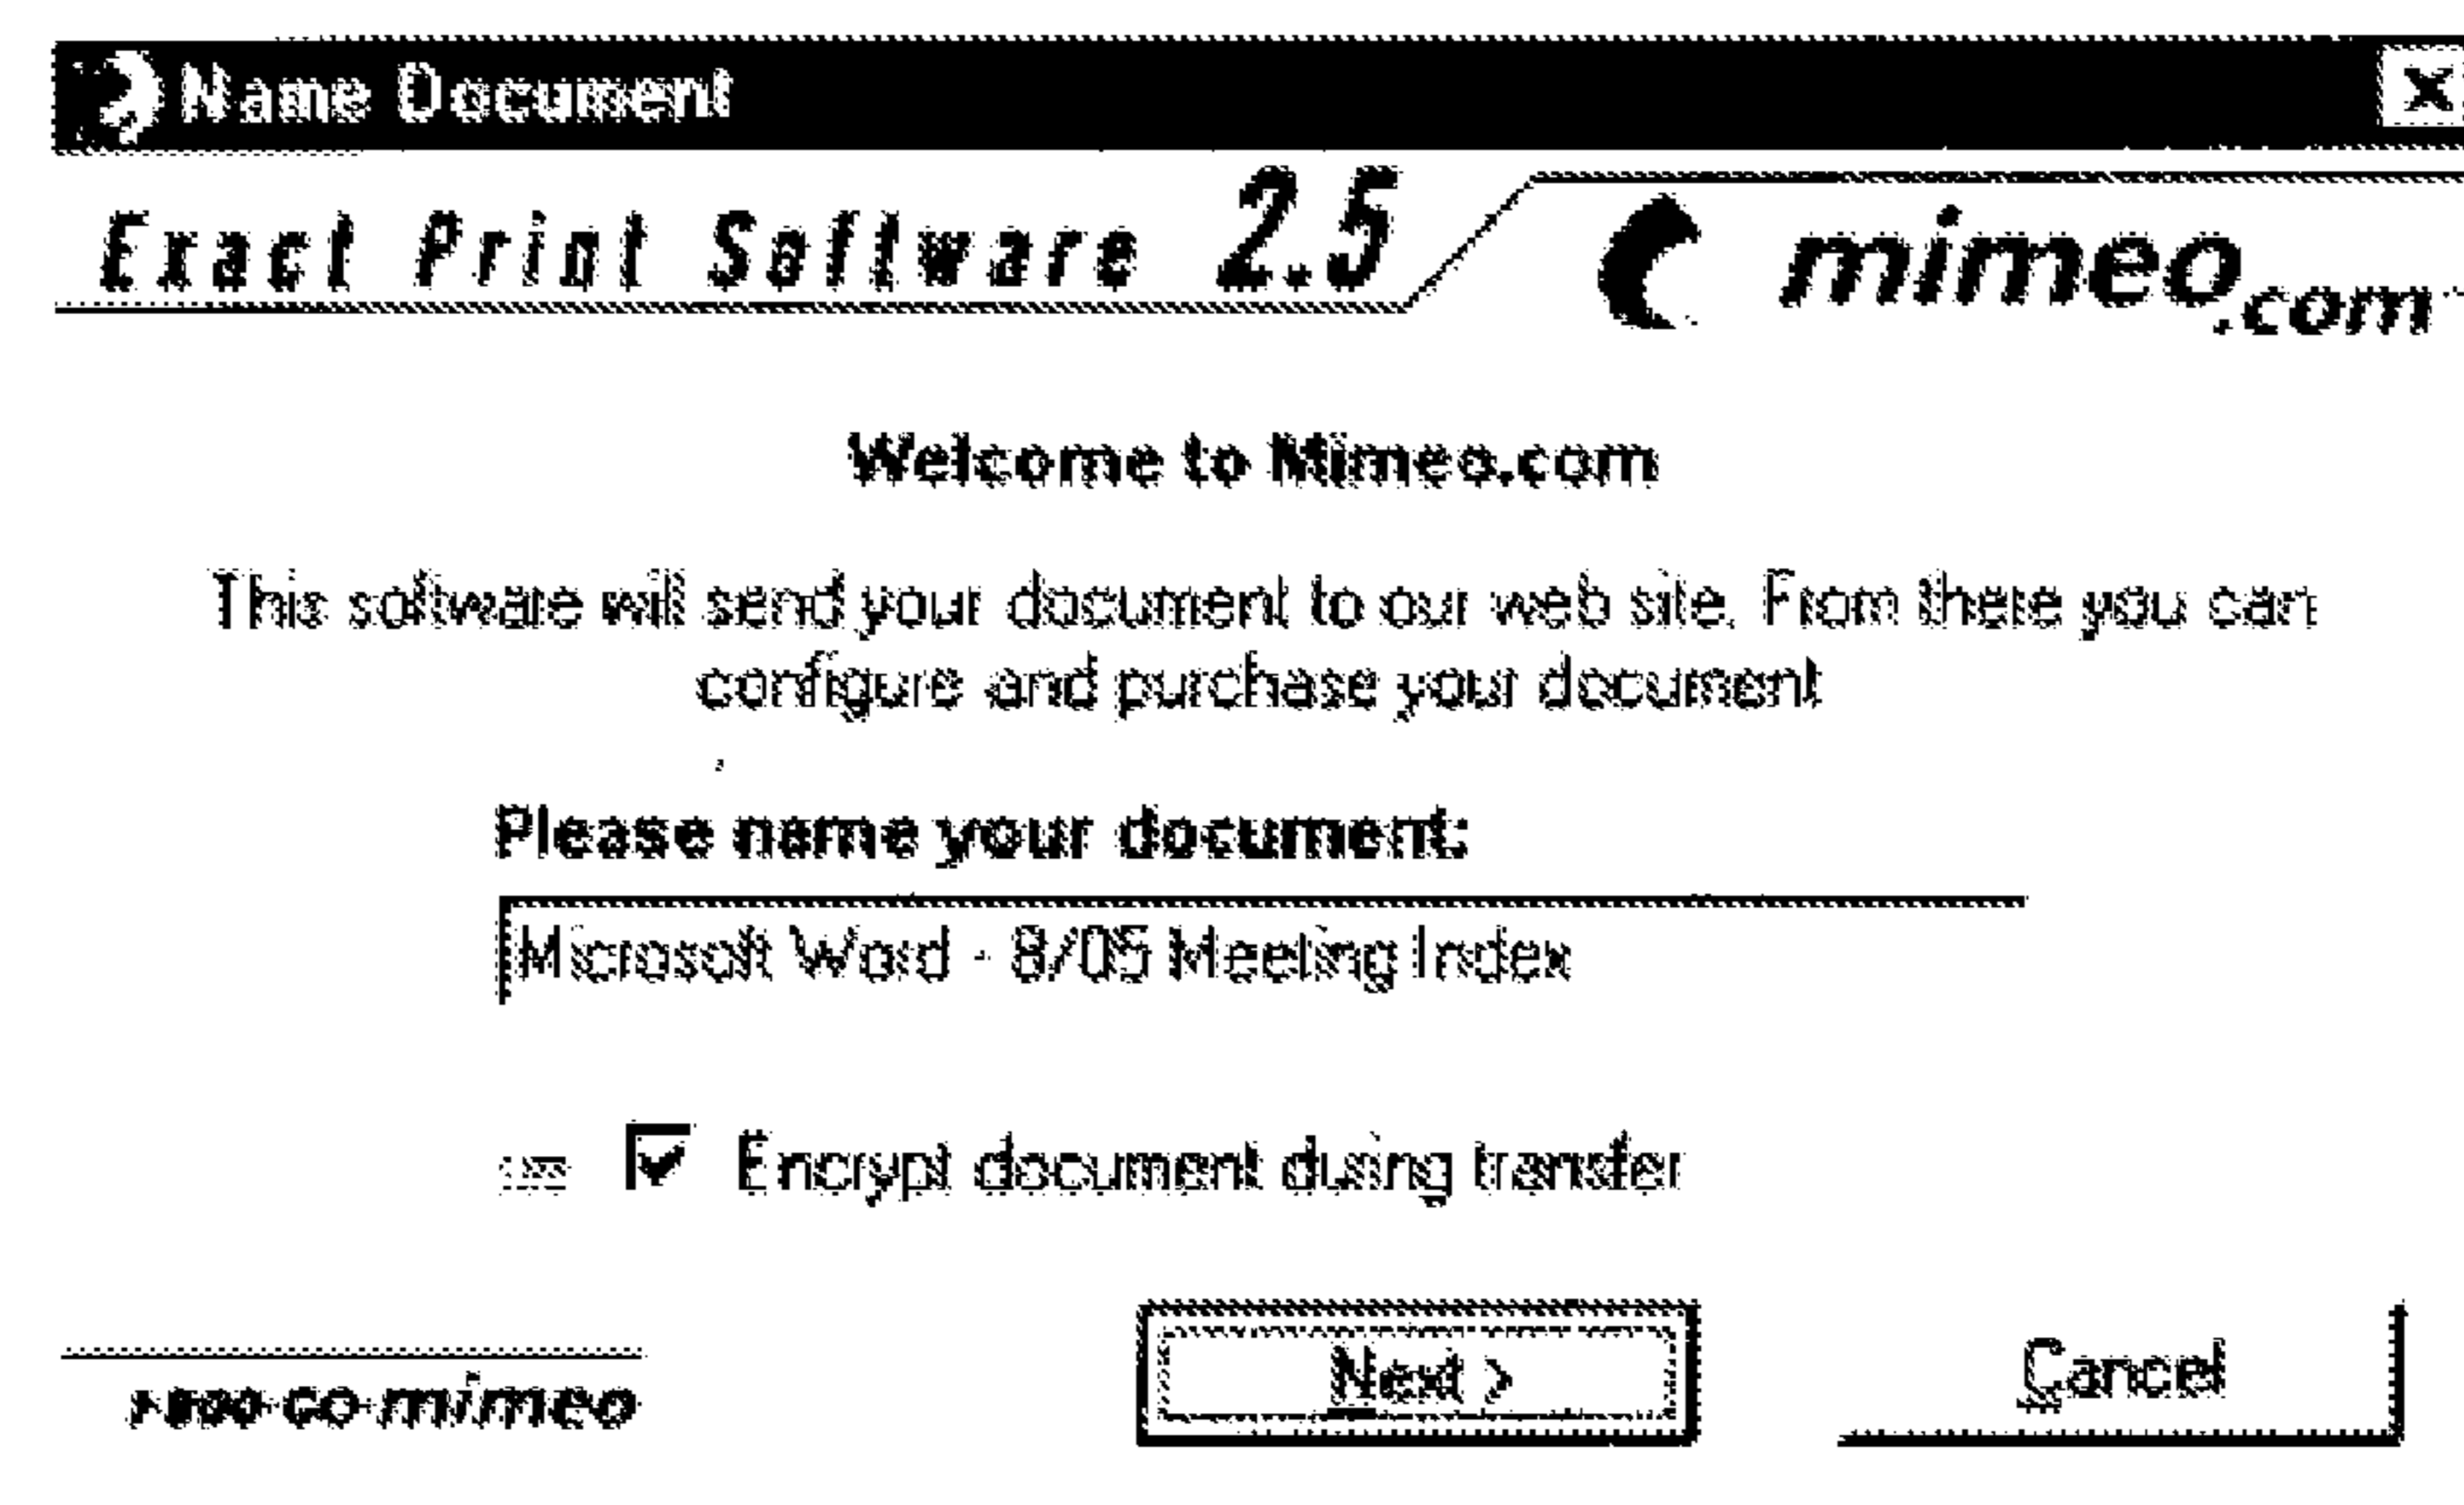 Name Document
Exact Print Software 2.5
mimeo.com
Welcome to Mimeo.com
This software will send your document to our web site. From there you can
configure and purchase your document
Please name your document:
Microsoft Word - 8/05 Meeting Index
Encrypt document during transfer
co mimeo
Next >
Cancel